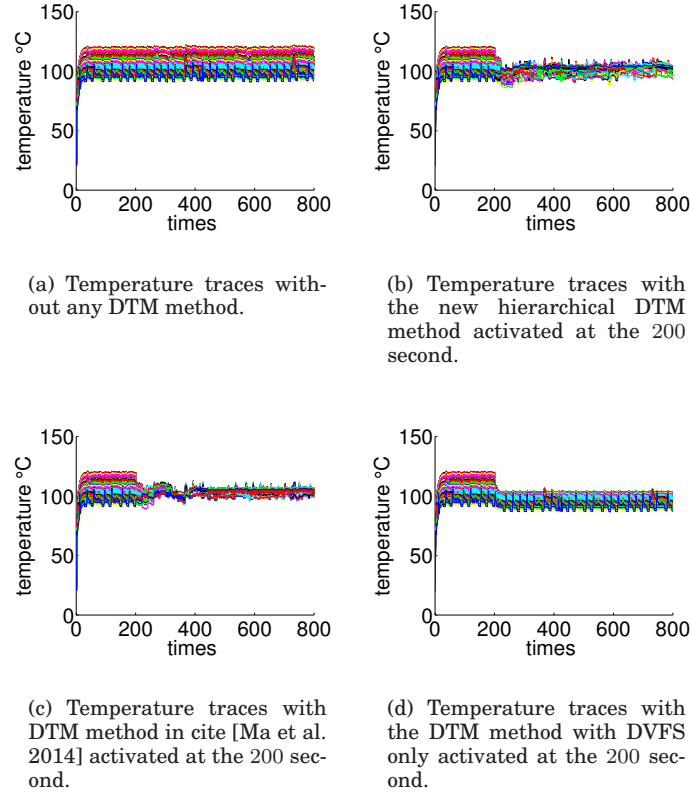 150
100
50
0
temperature °C
0 200 400 600 800
times
150
100
50
0
temperature °C
0 200 400 600 800
times
(a) Temperature traces with-
out any DTM method.
(b) Temperature traces with
the new hierarchical DTM
method activated at the 200
second.
150
100
50
0
temperature °C
0 200 400 600 800
times
150
100
50
0
temperature °C
0 200 400 600 800
times
(c) Temperature traces with
DTM method in cite [Ma et al.
2014] activated at the 200 sec-
ond.
(d) Temperature traces with
the DTM method with DVFS
only activated at the 200 sec-
ond.